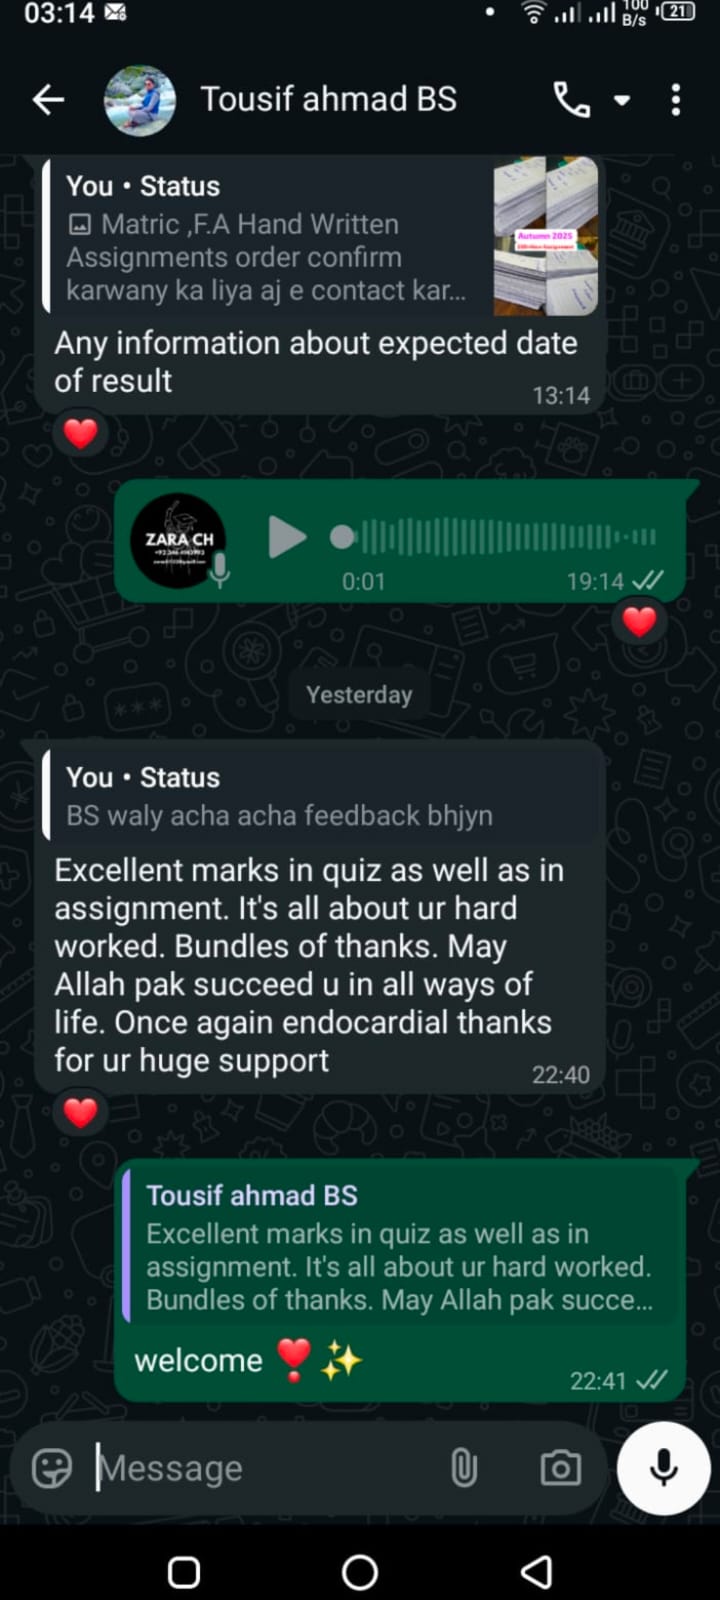 03:14
100
B/s
21
Tousif ahmad BS
You • Status
Matric ,F.A Hand Written
Assignments order confirm
karwany ka liya aj e contact kar...
Autumn 2025
Any information about expected date
of result
13:14
ZARA CH
0:01
19:14
Yesterday
You • Status
BS waly acha acha feedback bhjyn
Excellent marks in quiz as well as in
assignment. It's all about ur hard
worked. Bundles of thanks. May
Allah pak succeed u in all ways of
life. Once again endocardial thanks
for ur huge support
22:40
Tousif ahmad BS
Excellent marks in quiz as well as in
assignment. It's all about ur hard worked.
Bundles of thanks. May Allah pak succe...
welcome ❣️ ✨
22:41
Message